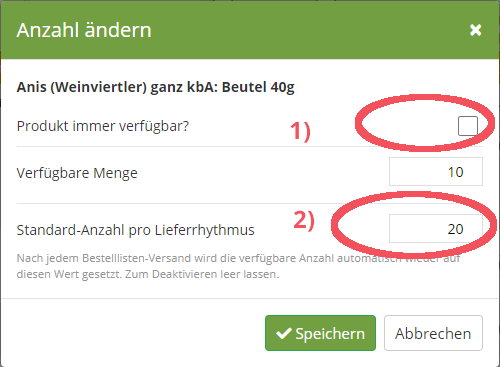 Anzahl ändern ×
Anis (Weinviertler) ganz kbA: Beutel 40g
Produkt immer verfügbar?
1)
Verfügbare Menge 10
2)
Standard-Anzahl pro Lieferrhythmus 20
Nach jedem Bestelllisten-Versand wird die verfügbare Anzahl automatisch wieder auf
diesen Wert gesetzt. Zum Deaktivieren leer lassen.
Speichern Abbrechen